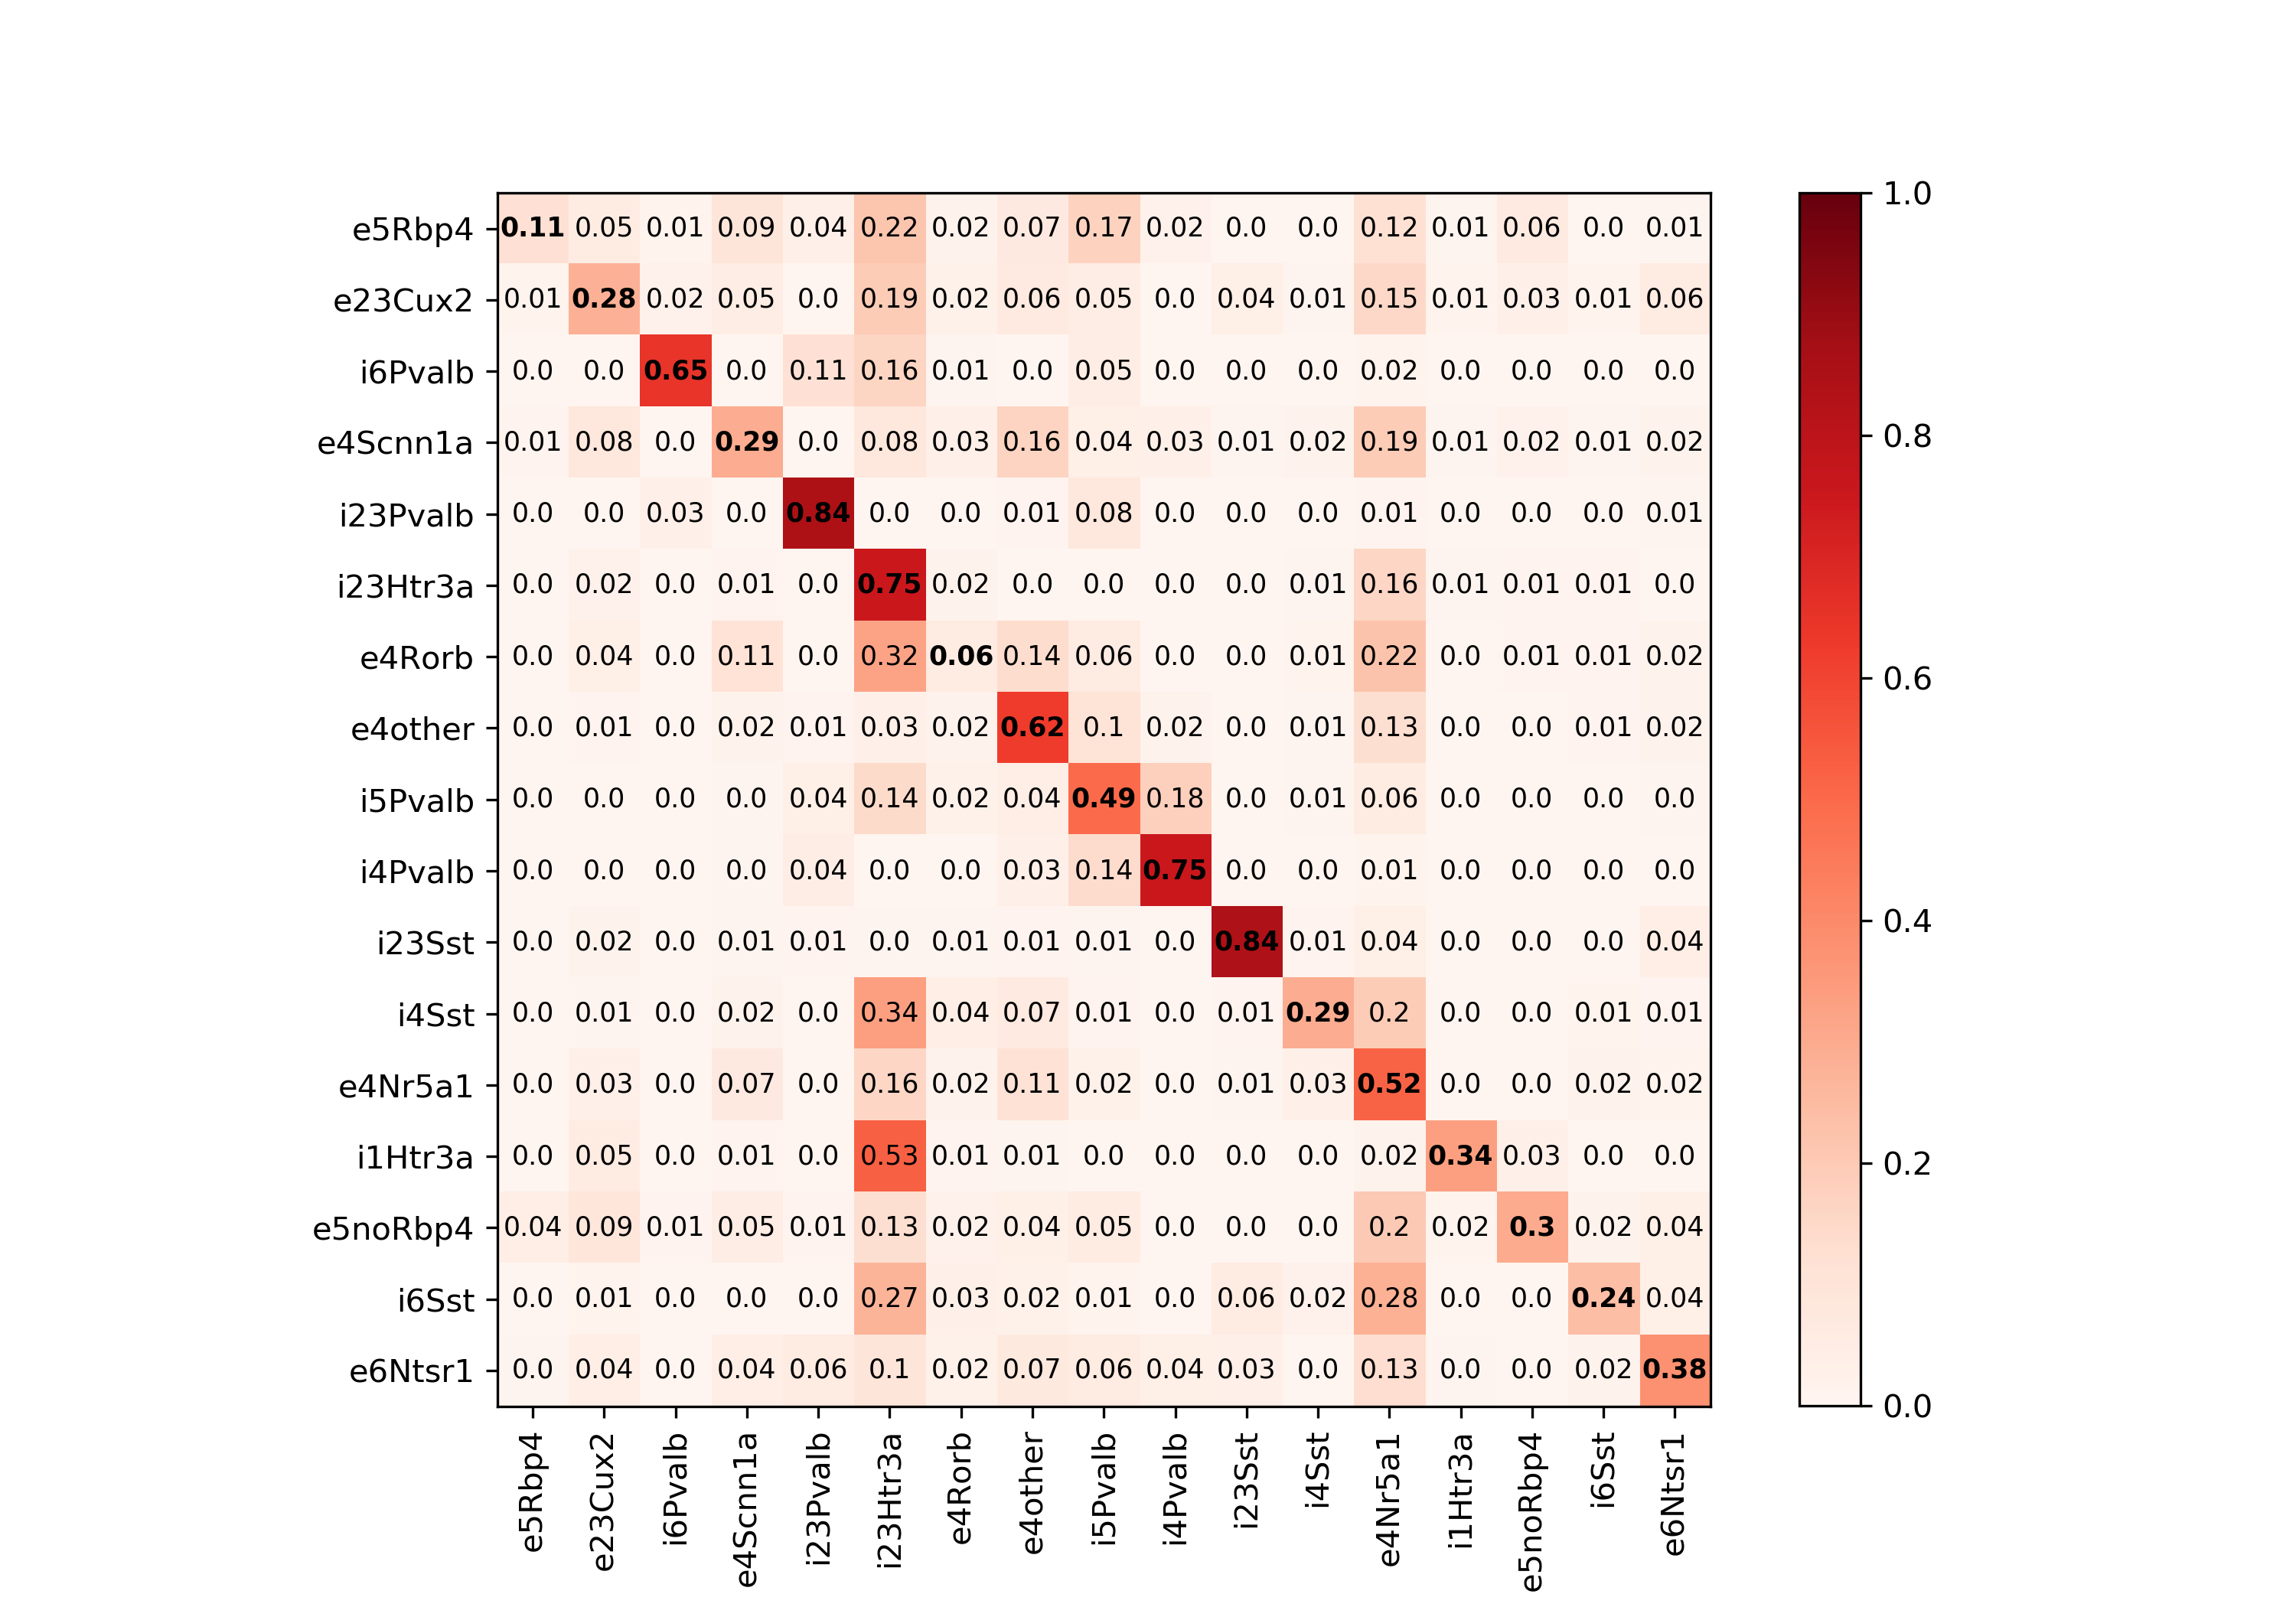 e5Rbp4 0.11 0.05 0.01 0.09 0.04 0.22 0.02 0.07 0.17 0.02 0.0 0.0 0.12 0.01 0.06 0.0 0.01
e23Cux2 0.01 0.28 0.02 0.05 0.0 0.19 0.02 0.06 0.05 0.0 0.04 0.01 0.15 0.01 0.03 0.01 0.06
i6Pvalb 0.0 0.0 0.65 0.0 0.11 0.16 0.01 0.0 0.05 0.0 0.0 0.0 0.02 0.0 0.0 0.0 0.0
e4Scnn1a 0.01 0.08 0.0 0.29 0.0 0.08 0.03 0.16 0.04 0.03 0.01 0.02 0.19 0.01 0.02 0.01 0.02
i23Pvalb 0.0 0.0 0.03 0.0 0.84 0.0 0.0 0.01 0.08 0.0 0.0 0.0 0.01 0.0 0.0 0.0 0.01
i23Htr3a 0.0 0.02 0.0 0.01 0.0 0.75 0.02 0.0 0.0 0.0 0.0 0.01 0.16 0.01 0.01 0.01 0.0
e4Rorb 0.0 0.04 0.0 0.11 0.0 0.32 0.06 0.14 0.06 0.0 0.0 0.01 0.22 0.0 0.01 0.01 0.02
e4other 0.0 0.01 0.0 0.02 0.01 0.03 0.02 0.62 0.1 0.02 0.0 0.01 0.13 0.0 0.0 0.01 0.02
i5Pvalb 0.0 0.0 0.0 0.0 0.04 0.14 0.02 0.04 0.49 0.18 0.0 0.01 0.06 0.0 0.0 0.0 0.0
i4Pvalb 0.0 0.0 0.0 0.0 0.04 0.0 0.0 0.03 0.14 0.75 0.0 0.0 0.01 0.0 0.0 0.0 0.0
i23Sst 0.0 0.02 0.0 0.01 0.01 0.0 0.01 0.01 0.01 0.0 0.84 0.01 0.04 0.0 0.0 0.0 0.04
i4Sst 0.0 0.01 0.0 0.02 0.0 0.34 0.04 0.07 0.01 0.0 0.01 0.29 0.2 0.0 0.0 0.01 0.01
e4Nr5a1 0.0 0.03 0.0 0.07 0.0 0.16 0.02 0.11 0.02 0.0 0.01 0.03 0.52 0.0 0.0 0.02 0.02
i1Htr3a 0.0 0.05 0.0 0.01 0.0 0.53 0.01 0.01 0.0 0.0 0.0 0.0 0.02 0.34 0.03 0.0 0.0
e5noRbp4 0.04 0.09 0.01 0.05 0.01 0.13 0.02 0.04 0.05 0.0 0.0 0.0 0.2 0.02 0.3 0.02 0.04
i6Sst 0.0 0.01 0.0 0.0 0.0 0.27 0.03 0.02 0.01 0.0 0.06 0.02 0.28 0.0 0.0 0.24 0.04
e6Ntsr1 0.0 0.04 0.0 0.04 0.06 0.1 0.02 0.07 0.06 0.04 0.03 0.0 0.13 0.0 0.0 0.02 0.38
e5Rbp4
e23Cux2
i6Pvalb
e4Scnn1a
i23Pvalb
i23Htr3a
e4Rorb
e4other
i5Pvalb
i4Pvalb
i23Sst
i4Sst
e4Nr5a1
i1Htr3a
e5noRbp4
i6Sst
e6Ntsr1
1.0
0.8
0.6
0.4
0.2
0.0